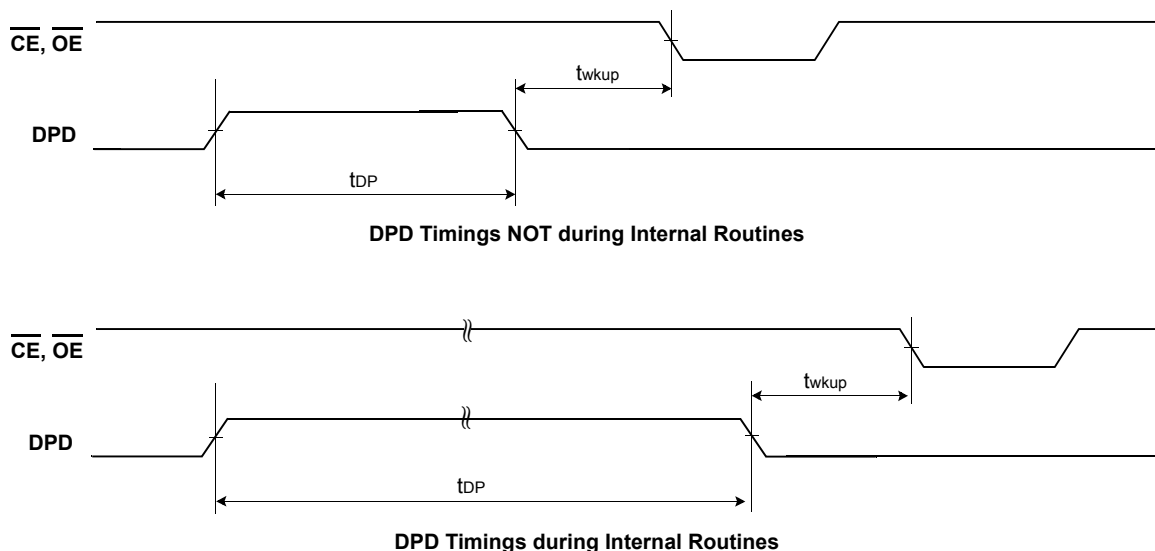 CE, OE
twkup
DPD
tDP
DPD Timings NOT during Internal Routines
CE, OE
twkup
DPD
tDP
DPD Timings during Internal Routines